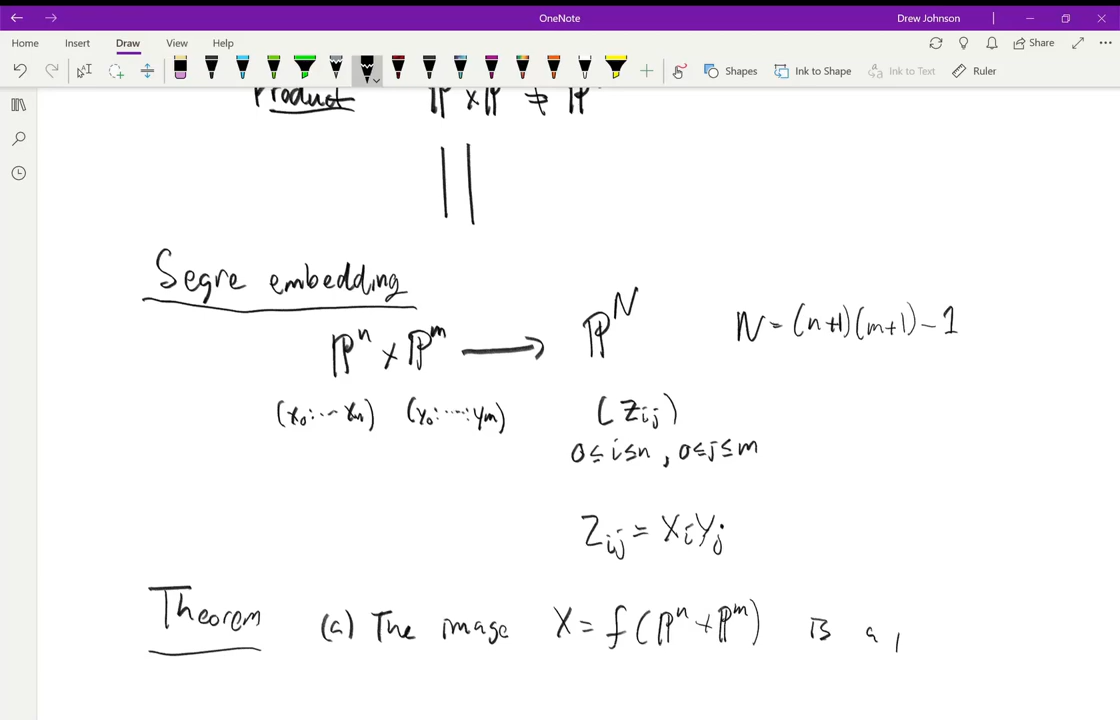 OneNote
Drew Johnson
Home Insert Draw View Help
Share
Shapes
Ink to Shape
Ink to Text
Ruler
Product ℙ × ℙ ≠ ℙ
Segre embedding
ℙⁿ × ℙᵐ ⟶ ℙᴺ N = (n+1)(m+1) − 1
(x₀:⋯xₙ) (y₀:⋯:yₘ) (Zᵢⱼ)
0≤i≤n, 0≤j≤m
Zᵢⱼ = XᵢYⱼ
Theorem (a) The image X = f(ℙⁿ × ℙᵐ) is a